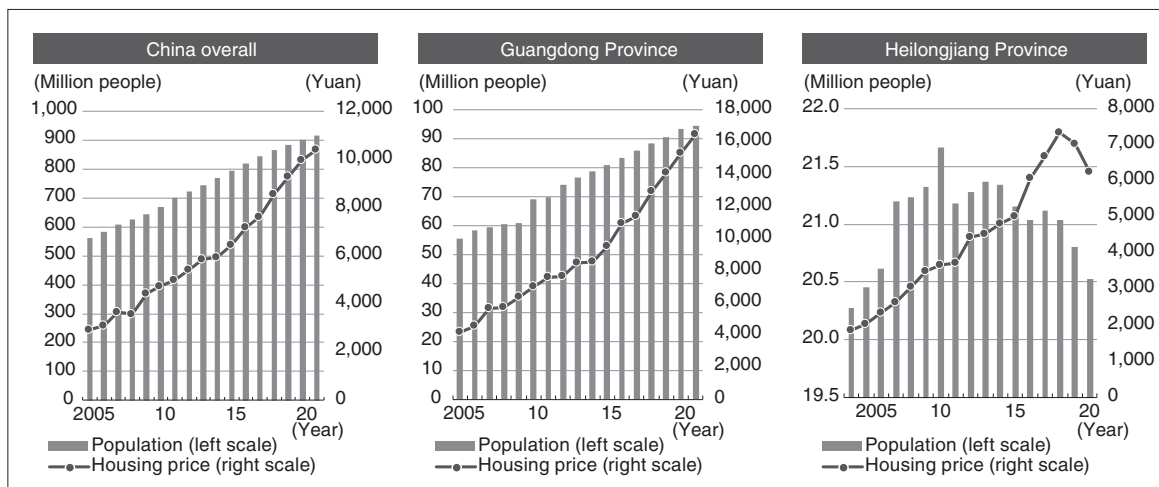 China overall
(Million people) (Yuan)
1,000 12,000
900
800 10,000
700
600 8,000
500 6,000
400
300 4,000
200 2,000
100
0 0
2005 10 15 20
(Year)
Population (left scale)
Housing price (right scale)
Guangdong Province
(Million people) (Yuan)
100 18,000
90 16,000
80 14,000
70 12,000
60
50 10,000
40 8,000
30 6,000
20 4,000
10 2,000
0 0
2005 10 15 20
(Year)
Population (left scale)
Housing price (right scale)
Heilongjiang Province
(Million people) (Yuan)
22.0 8,000
7,000
21.5 6,000
21.0 5,000
4,000
20.5 3,000
20.0 2,000
1,000
19.5 0
2005 10 15 20
(Year)
Population (left scale)
Housing price (right scale)